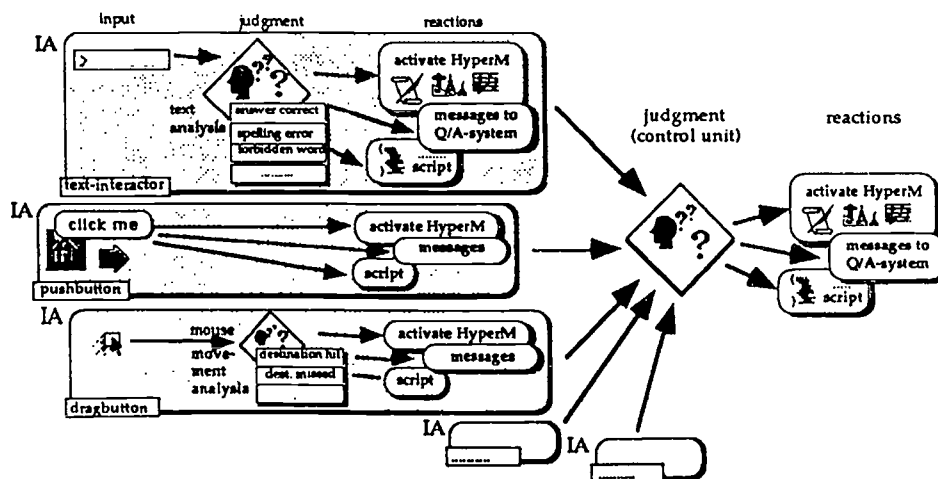 input
judgment
reactions
IA
>
???
activate HyperM
text
analysis
answer correct
spelling error
forbidden word
.........
messages to
Q/A-system
script
text-interactor
IA
click me
activate HyperM
messages
script
pushbutton
IA
mouse
move-
ment
analysis
destination hit
dest. missed
activate HyperM
messages
script
dragbutton
IA
..........
IA
.........
judgment
(control unit)
???
reactions
activate HyperM
messages to
Q/A-system
script